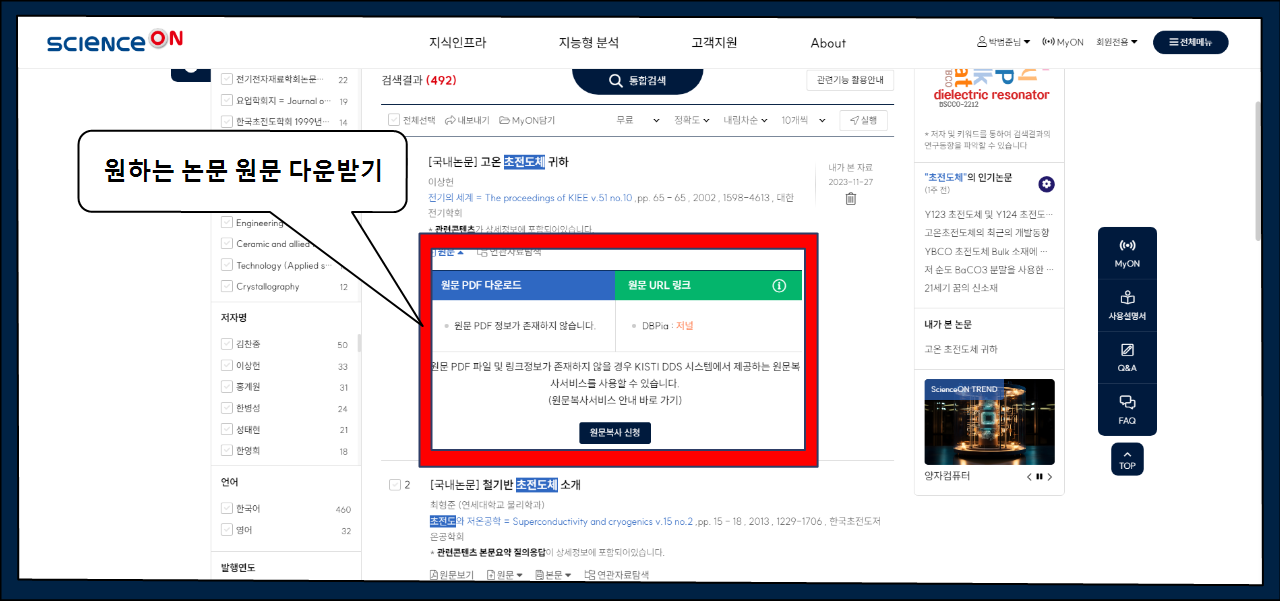 SCIENCE ON
지식인프라
지능형 분석
고객지원
About
박범준님
MyON
회원전용
전체메뉴
전기전자재료학회논문... 22
요업학회지 = Journal o... 19
한국초전도학회 1999년... 14
Engineering
Ceramic and allied
Technology (Applied s...
Crystallography 12
저자명
김찬중 50
이상헌 33
홍계원 31
한병성 24
성태현 21
한영희 18
언어
한국어 460
영어 32
발행연도
원하는 논문 원문 다운받기
검색결과 (492)
통합검색
관련기능 활용안내
전체선택 내보내기 MyON담기
무료 정확도 내림차순 10개씩 실행
[국내논문] 고온 초전도체 귀하
이상헌
전기의 세계 = The proceedings of KIEE v.51 no.10 ,pp. 65 - 65 , 2002 , 1598-4613 , 대한
전기학회
* 관련콘텐츠가 상세정보에 포함되어있습니다.
내가 본 자료
2023-11-27
원문 연관자료탐색
원문 PDF 다운로드
원문 URL 링크
원문 PDF 정보가 존재하지 않습니다.
DBPia : 저널
원문 PDF 파일 및 링크정보가 존재하지 않을 경우 KISTI DDS 시스템에서 제공하는 원문복
사서비스를 사용할 수 있습니다.
(원문복사서비스 안내 바로 가기)
원문복사 신청
2 [국내논문] 철기반 초전도체 소개
최형준 (연세대학교 물리학과)
초전도와 저온공학 = Superconductivity and cryogenics v.15 no.2 ,pp. 15 - 18 , 2013 , 1229-1706 , 한국초전도저
온공학회
* 관련콘텐츠 본문요약 질의응답이 상세정보에 포함되어있습니다.
원문보기 원문 본문 연관자료탐색
dielectric resonator
BSCCO-2212
* 저자 및 키워드를 통하여 검색결과의
연구동향을 파악할 수 있습니다
"초전도체"의 인기논문
(1주 전)
Y123 초전도체 및 Y124 초전도...
고온초전도체의 최근의 개발동향
YBCO 초전도체 Bulk 소재에 ...
저 순도 BaCO3 분말을 사용한 ...
21세기 꿈의 신소재
내가 본 논문
고온 초전도체 귀하
ScienceON TREND
양자컴퓨터
MyON
사용설명서
Q&A
FAQ
TOP